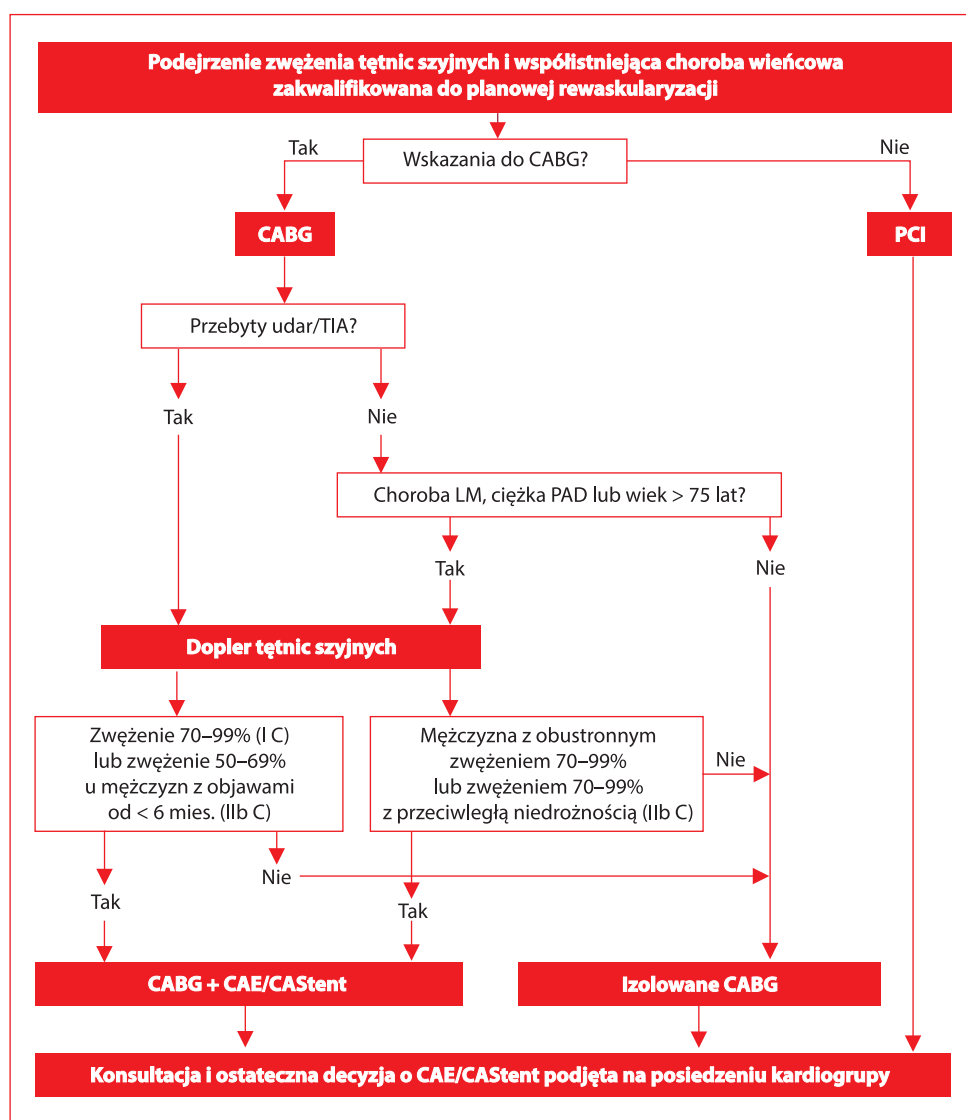 Podejrzenie zwężenia tętnic szyjnych i współistniejąca choroba wieńcowa
zakwalifikowana do planowej rewaskularyzacji
Tak
Wskazania do CABG?
Nie
CABG
PCI
Przebyty udar/TIA?
Tak
Nie
Choroba LM, ciężka PAD lub wiek > 75 lat?
Tak
Nie
Dopler tętnic szyjnych
Zwężenie 70–99% (I C)
lub zwężenie 50–69%
u mężczyzn z objawami
od < 6 mies. (IIb C)
Mężczyzna z obustronnym
zwężeniem 70–99%
lub zwężeniem 70–99%
z przeciwległą niedrożnością (IIb C)
Nie
Nie
Tak
Tak
CABG + CAE/CAStent
Izolowane CABG
Konsultacja i ostateczna decyzja o CAE/CAStent podjęta na posiedzeniu kardiogrupy